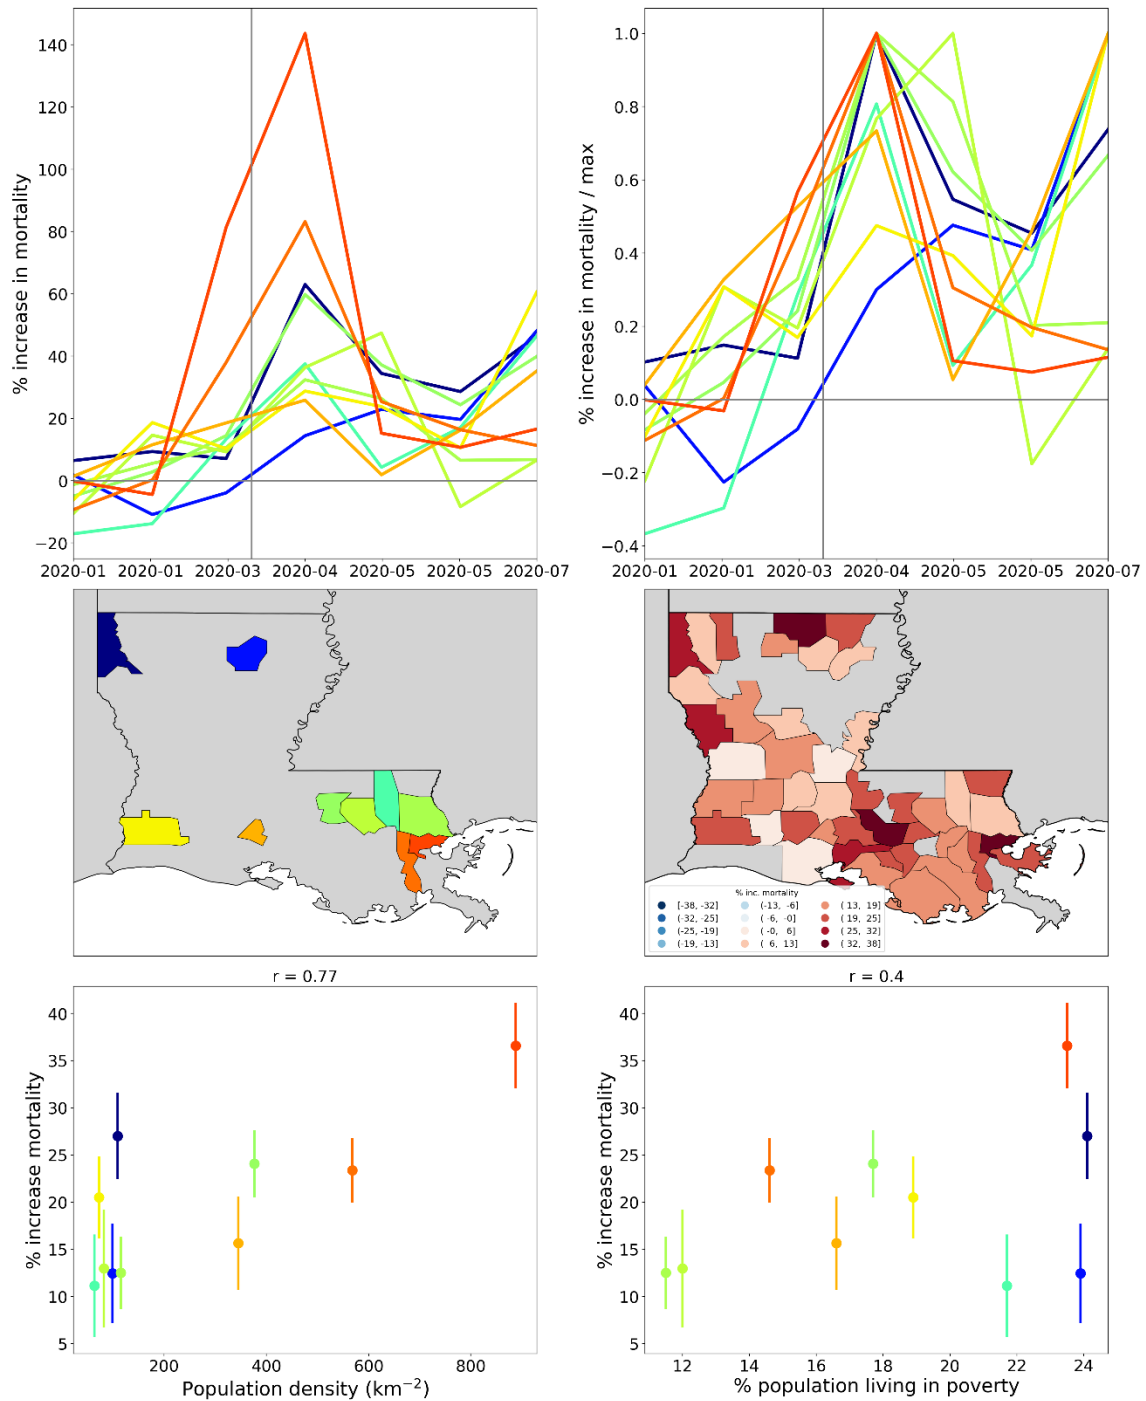 % increase in mortality
140
120
100
80
60
40
20
0
−20
2020-01 2020-01 2020-03 2020-04 2020-05 2020-05 2020-07
% increase in mortality / max
1.0
0.8
0.6
0.4
0.2
0.0
−0.2
−0.4
2020-01 2020-01 2020-03 2020-04 2020-05 2020-05 2020-07
% inc. mortality
[-38, -32] (-13, -6] ( 13, 19]
(-32, -25] ( -6, -0] ( 19, 25]
(-25, -19] ( -0, 6] ( 25, 32]
(-19, -13] ( 6, 13] ( 32, 38]
r = 0.77
% increase mortality
40
35
30
25
20
15
10
5
200 400 600 800
Population density (km⁻²)
r = 0.4
% increase mortality
40
35
30
25
20
15
10
5
12 14 16 18 20 22 24
% population living in poverty